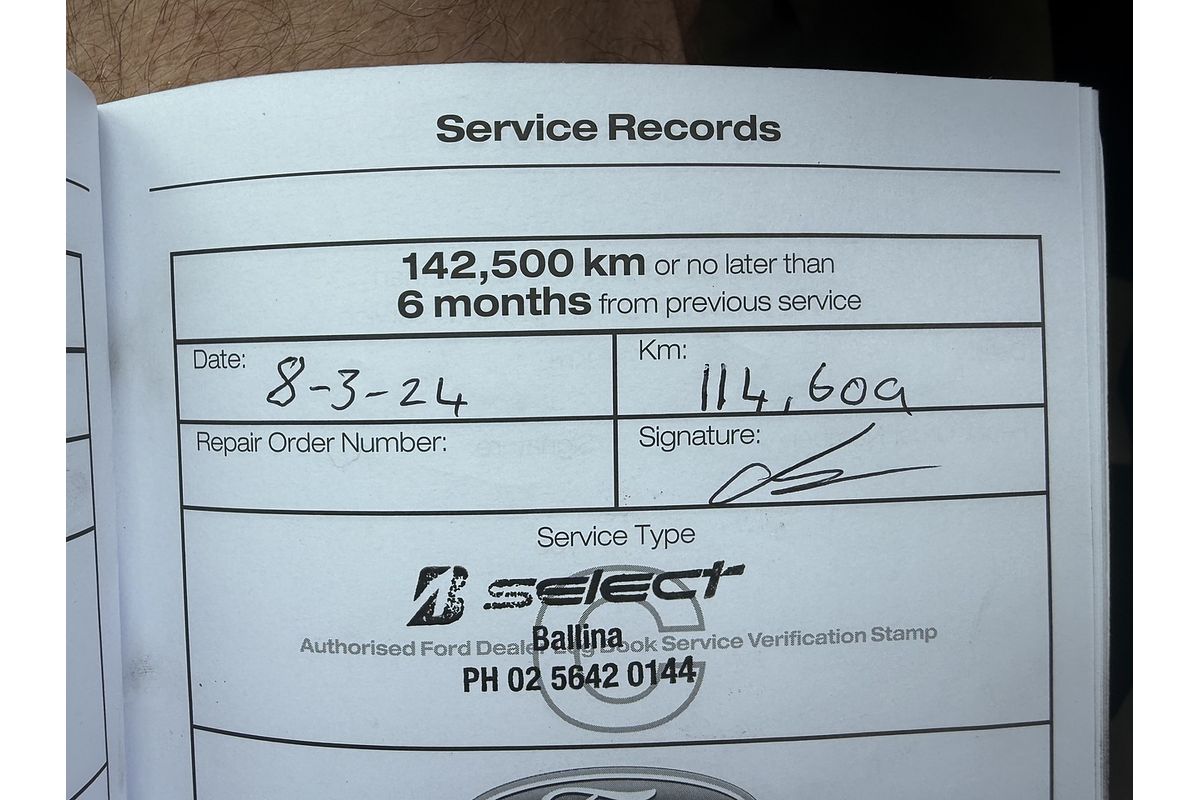 Service Records
142,500 km or no later than
6 months from previous service
Date: 8-3-24
Km: 114,609
Repair Order Number:
Signature:
Service Type
SELECT
C
Authorised Ford Dealer Log Book Service Verification Stamp
Ballina
PH 02 5642 0144